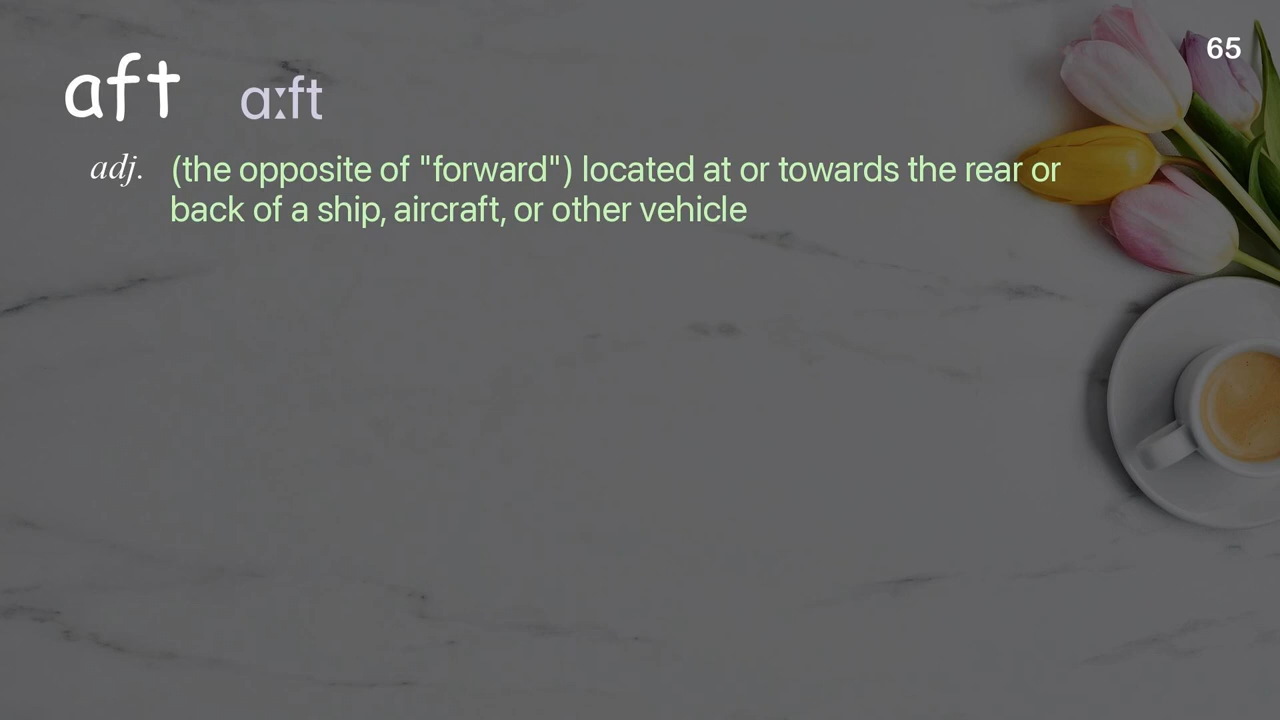 65
aft ɑːft
adj. (the opposite of "forward") located at or towards the rear or
back of a ship, aircraft, or other vehicle